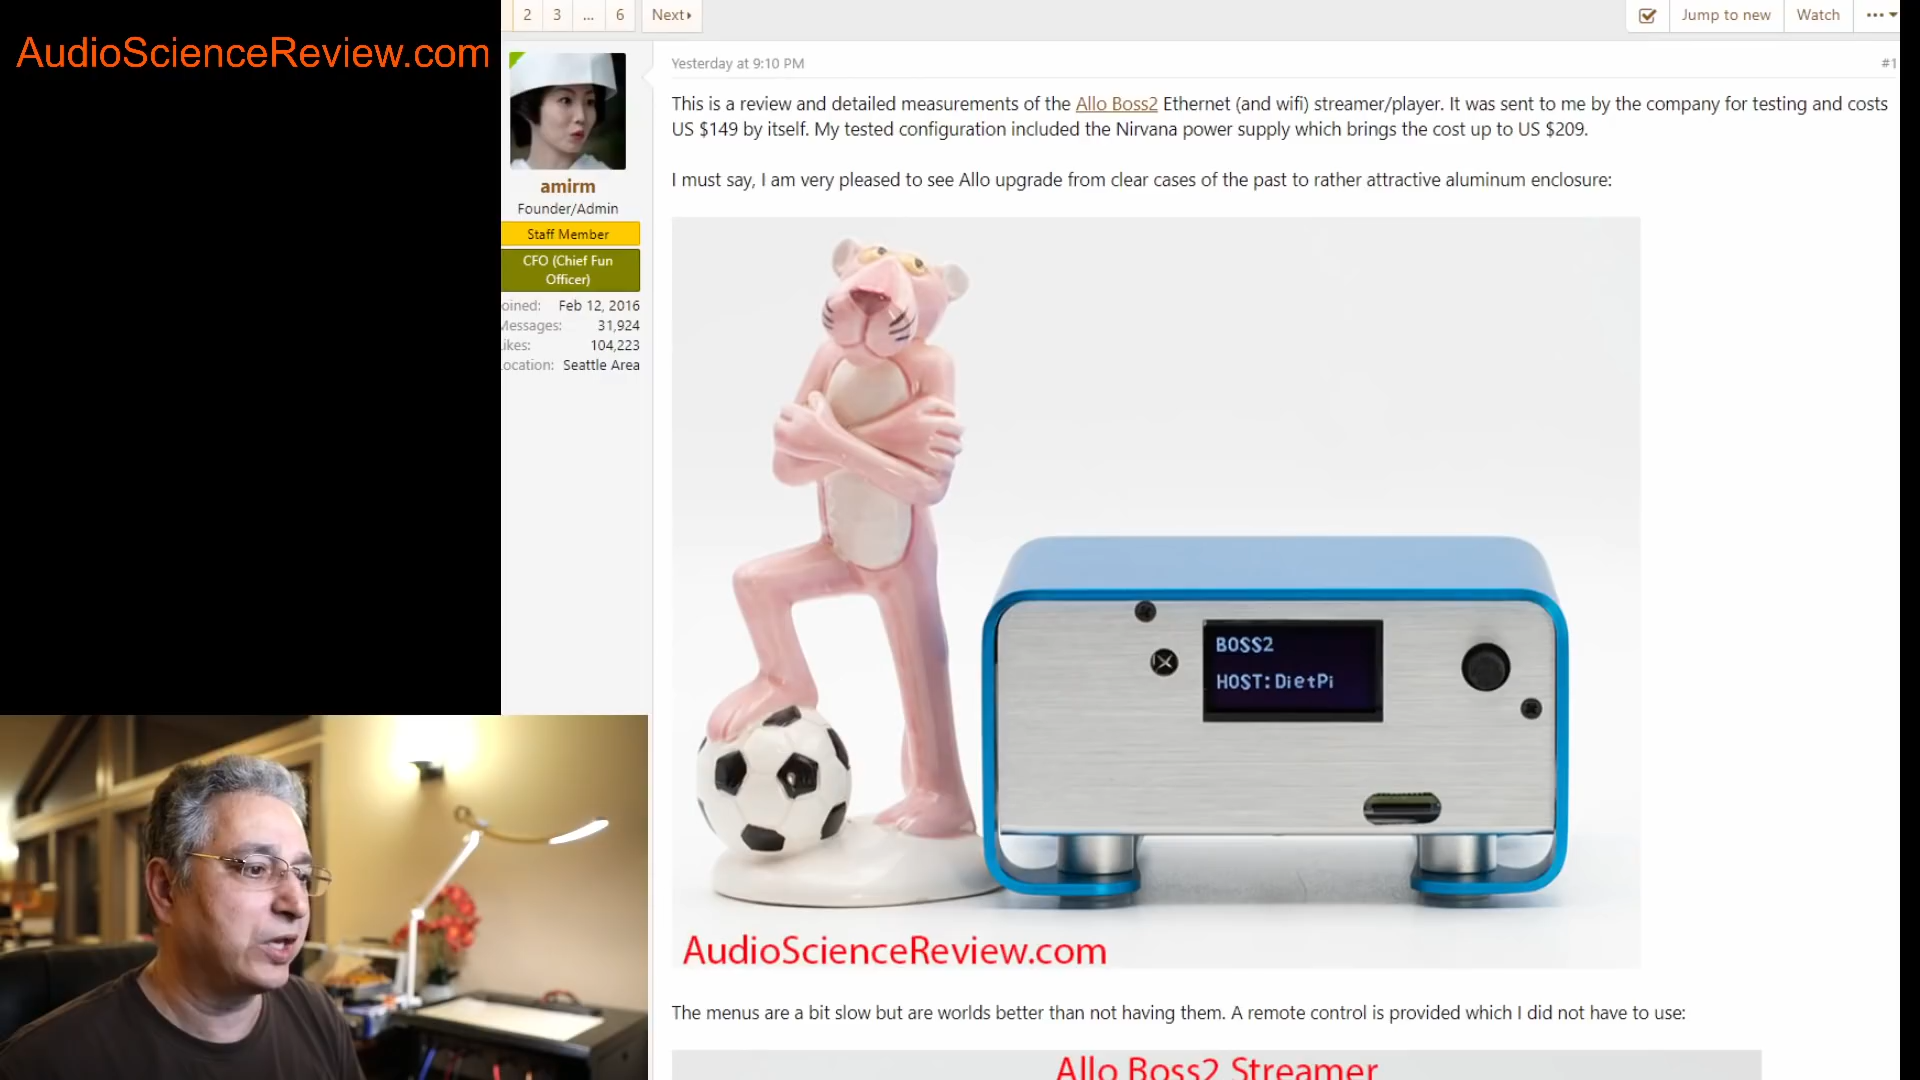 AudioScienceReview.com
2 3 ... 6 Next
Jump to new Watch
Yesterday at 9:10 PM #1
This is a review and detailed measurements of the Allo Boss2 Ethernet (and wifi) streamer/player. It was sent to me by the company for testing and costs
US $149 by itself. My tested configuration included the Nirvana power supply which brings the cost up to US $209.
I must say, I am very pleased to see Allo upgrade from clear cases of the past to rather attractive aluminum enclosure:
amirm
Founder/Admin
Staff Member
CFO (Chief Fun
Officer)
oined: Feb 12, 2016
Messages: 31,924
ikes: 104,223
ocation: Seattle Area
BOSS2
HOST:DietPi
AudioScienceReview.com
The menus are a bit slow but are worlds better than not having them. A remote control is provided which I did not have to use:
Allo Boss2 Streamer